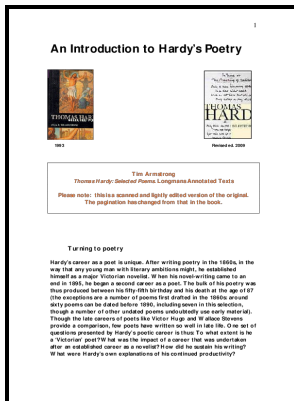 1
An Introduction to Hardy's Poetry
THOMAS HARD
THOMAS
HARD
1993
Revised ed. 2009
Tim Armstrong
Thomas Hardy: Selected Poems. Longmans Annotated Texts
Please note: this is a scanned and lightly edited version of the original.
The pagination has changed from that in the book.
Turning to poetry
Hardy's career as a poet is unique. After writing poetry in the 1860s, in the
way that any young man with literary ambitions might, he established
himself as a major Victorian novelist. When his novel-writing came to an
end in 1895, he began a second career as a poet. The bulk of his poetry was
thus produced between his fifty-fifth birthday and his death at the age of 87
(the exceptions are a number of poems first drafted in the 1860s: around
sixty poems can be dated before 1890, including seven in this selection,
though a number of other undated poems undoubtedly use early material).
Though the late careers of poets like Victor Hugo and Wallace Stevens
provide a comparison, few poets have written so well in late life. One set of
questions presented by Hardy's poetic career is thus: To what extent is he
a 'Victorian' poet? What was the impact of a career that was undertaken
after an established career as a novelist? How did he sustain his writing?
What were Hardy's own explanations of his continued productivity?